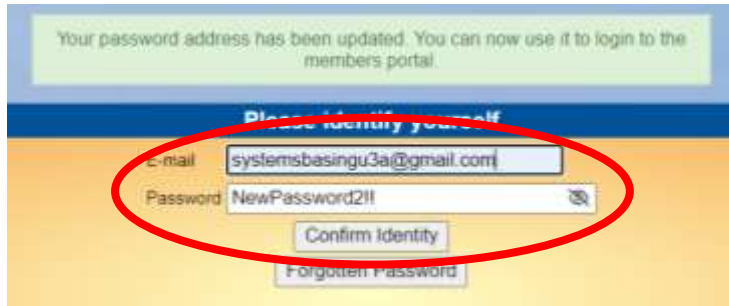 Your password address has been updated. You can now use it to login to the
members portal.
Please identify yourself
E-mail systemsbasingu3a@gmail.com
Password NewPassword2!!
Confirm Identity
Forgotten Password